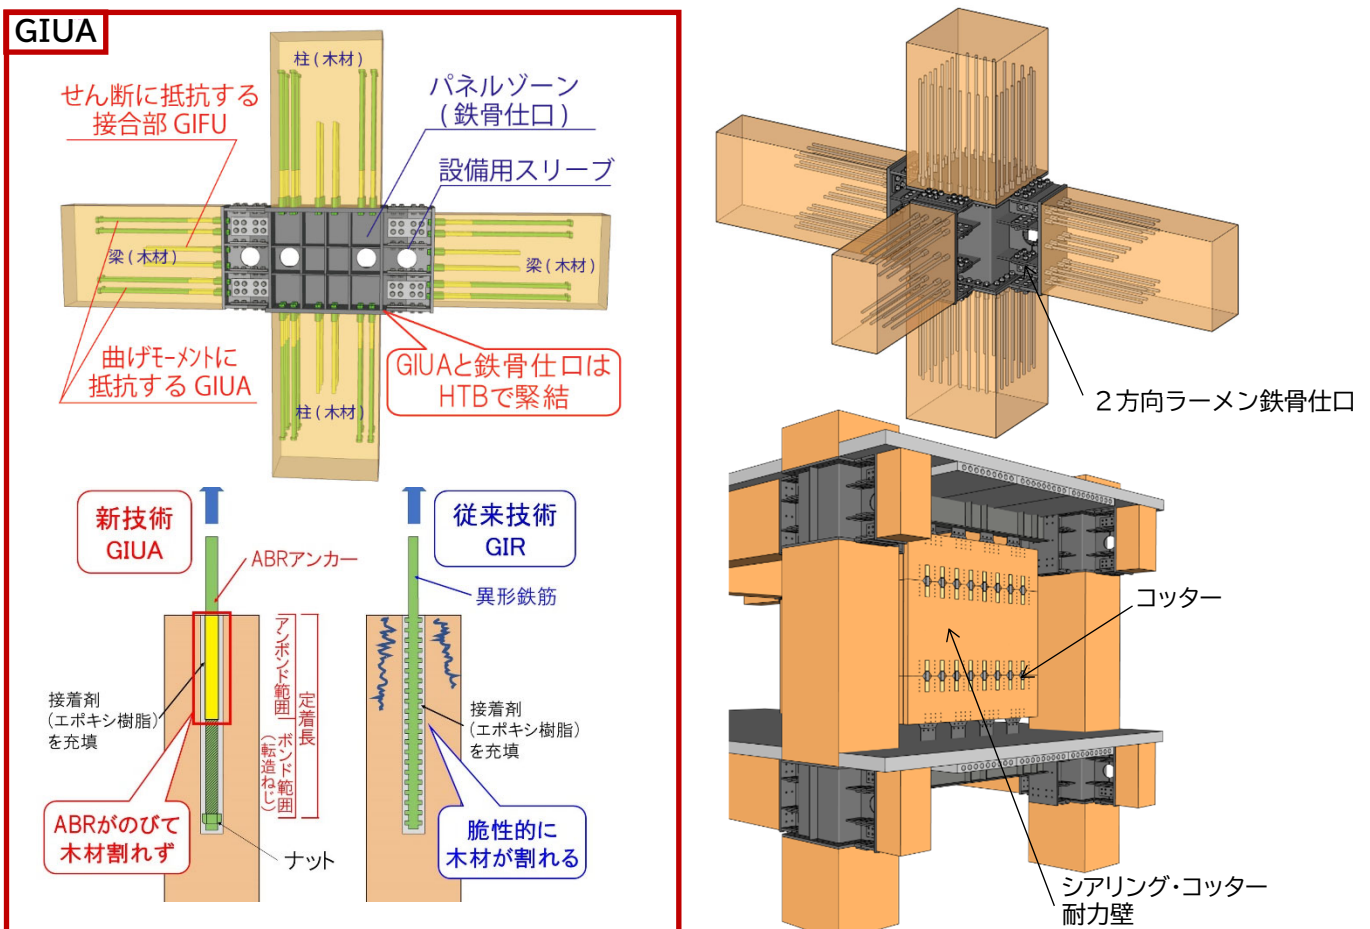 GIUA
柱(木材)
せん断に抵抗する
接合部 GIFU
パネルゾーン
(鉄骨仕口)
設備用スリーブ
梁(木材)
梁(木材)
曲げモーメントに
抵抗する GIUA
GIUAと鉄骨仕口は
HTBで緊結
柱(木材)
新技術
GIUA
ABRアンカー
アンボンド範囲
定着長
ボンド範囲
(転造ねじ)
接着剤
(エポキシ樹脂)
を充填
ABRがのびて
木材割れず
ナット
従来技術
GIR
異形鉄筋
接着剤
(エポキシ樹脂)
を充填
脆性的に
木材が割れる
2方向ラーメン鉄骨仕口
コッター
シアリング・コッター
耐力壁